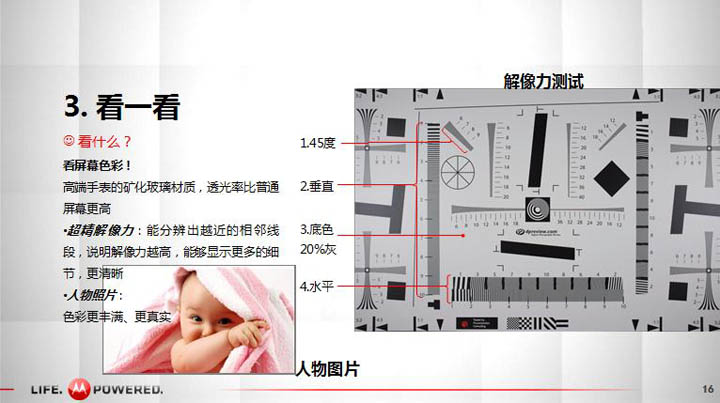 解像力测试
3. 看一看
☺看什么？
看屏幕色彩！
高端手表的矿化玻璃材质，透光率比普通
屏幕更高
•超精解像力：能分辨出越近的相邻线
段，说明解像力越高，能够显示更多的细
节，更清晰
•人物照片：
色彩更丰满、更真实
1.45度
2.垂直
3.底色
20%灰
4.水平
dpreview.com
人物图片
LIFE. POWERED.
16